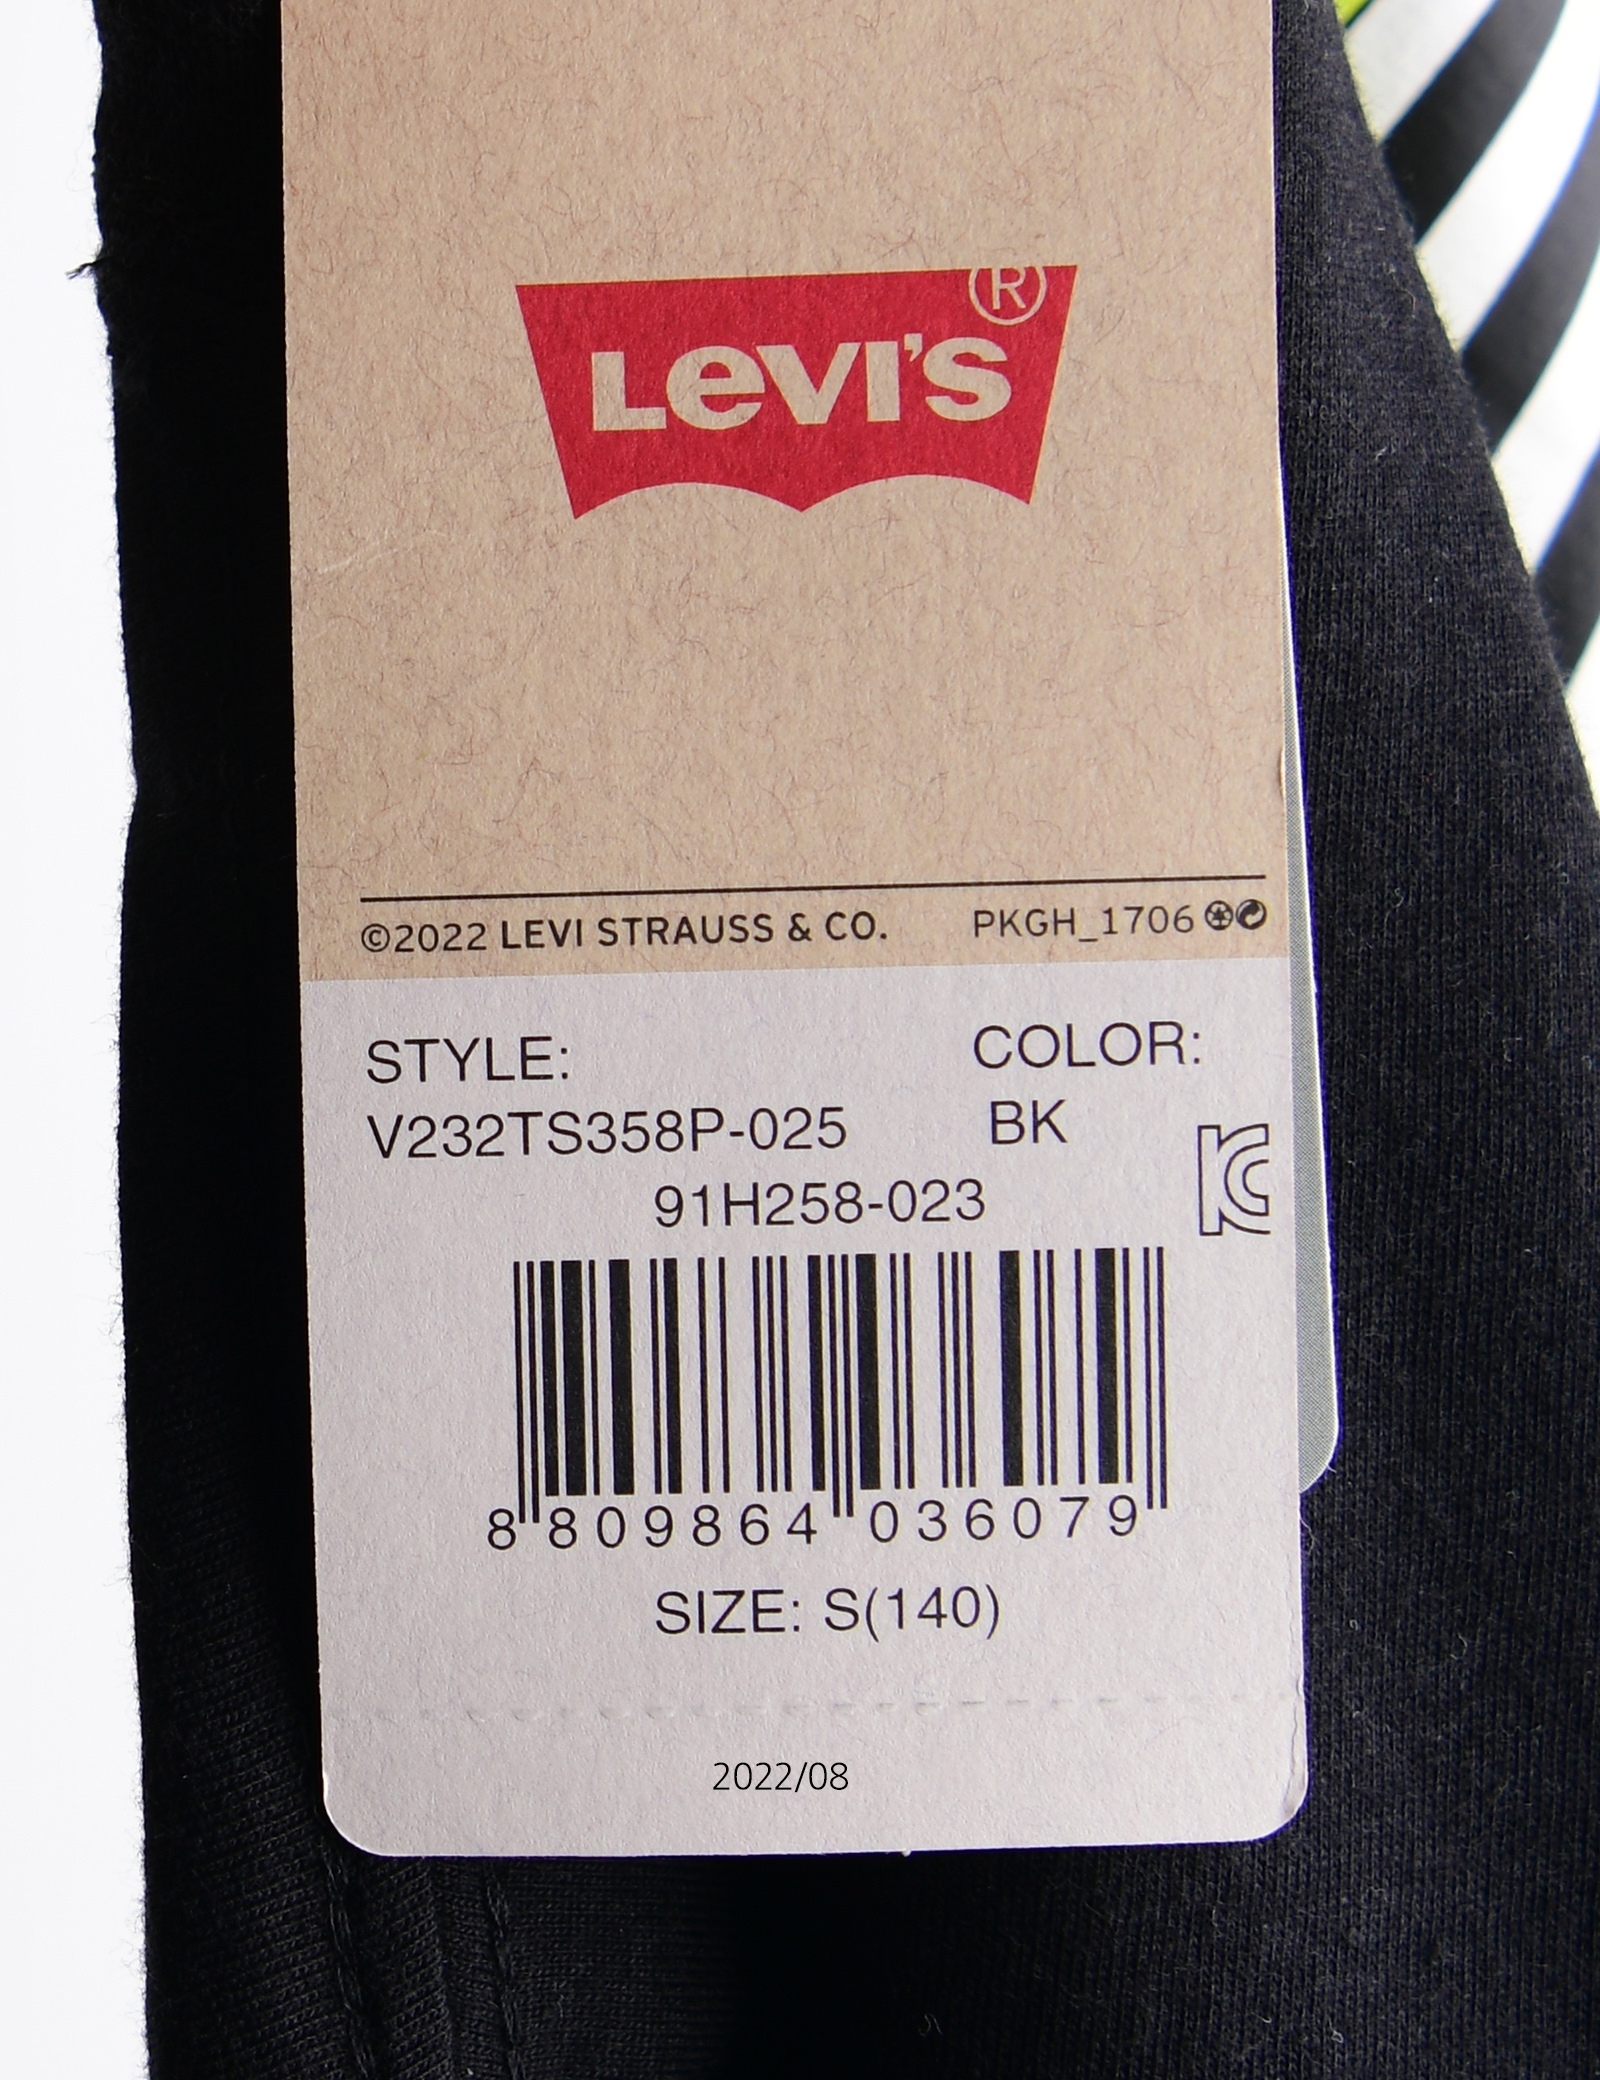 LEVI'S®
©2022 LEVI STRAUSS & CO. PKGH_1706
STYLE: COLOR:
V232TS358P-025 BK
91H258-023
8 809864 036079
SIZE: S(140)
2022/08